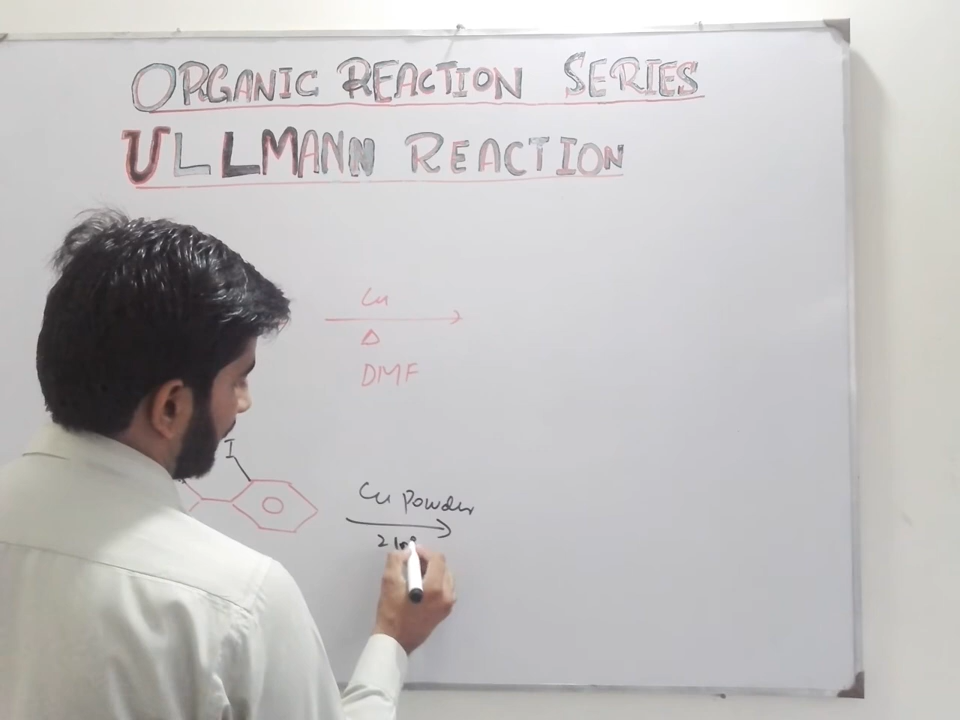 ORGANIC REACTION SERIES
ULLMANN REACTION
Cu
Δ
DMF
I
Cu Powder